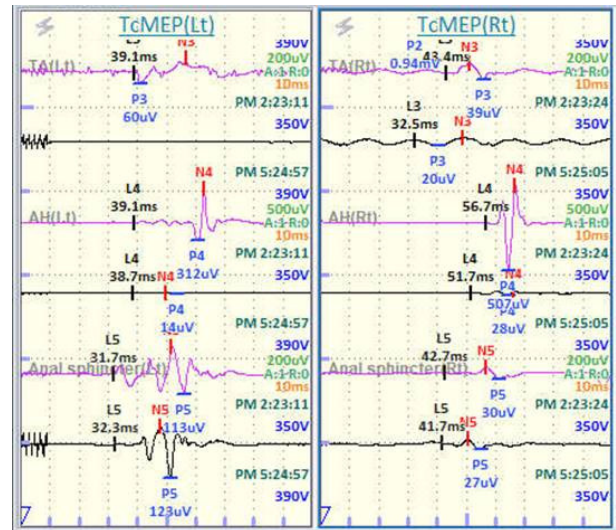 TcMEP(Lt)
390V
39.1ms
N3
200uV
TA(Lt)
A:1 R:0
10ms
P3
60uV
PM 2:23:11
350V
PM 5:24:57
L4
N4
390V
39.1ms
500uV
AH(Lt)
A:1 R:0
10ms
P4
312uV
PM 2:23:11
L4
350V
38.7ms
N4
P4
14uV
PM 5:24:57
L5
390V
31.7ms
200uV
Anal sphincter(Lt)
A:1 R:0
10ms
P5
113uV
PM 2:23:11
L5
N5
350V
32.3ms
P5
123uV
PM 5:24:57
390V
TcMEP(Rt)
390V
P2
N3
0.94mV
43.4ms
200uV
TA(Rt)
A:1 R:0
10ms
P3
39uV
PM 2:23:24
L3
N3
350V
32.5ms
P3
20uV
PM 5:25:05
L4
N4
390V
56.7ms
500uV
AH(Rt)
A:1 R:0
10ms
PM 2:23:24
L4
350V
51.7ms
N4
P4
507uV
P4
28uV
PM 5:25:05
L5
390V
42.7ms
N5
200uV
Anal sphincter(Rt)
A:1 R:0
10ms
P5
30uV
PM 2:23:24
L5
N5
350V
41.7ms
P5
27uV
PM 5:25:05
390V